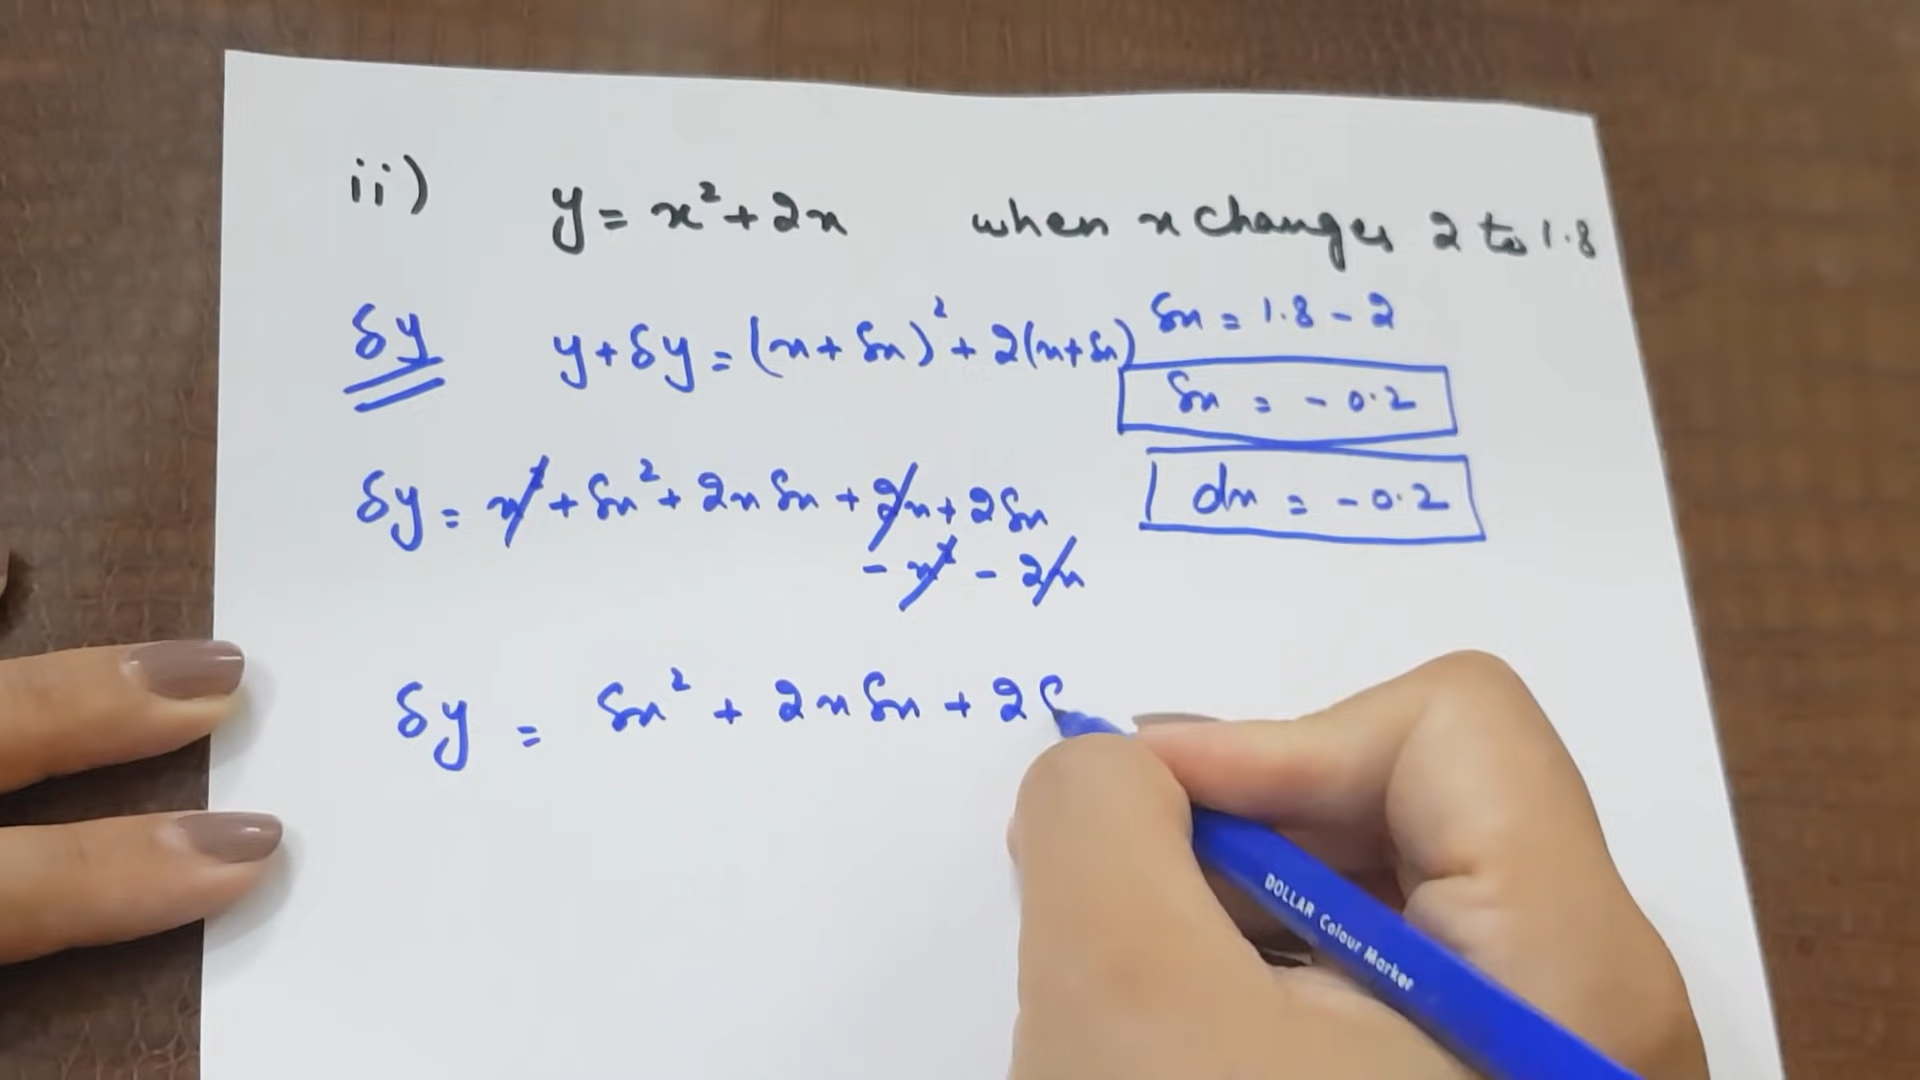 ii) y = x² + 2x when x changes 2 to 1.8
δy y + δy = (x + δx)² + 2(x + δx) δx = 1.8 - 2
δx = - 0.2
δy = x² + δx² + 2x δx + 2x + 2δx dx = - 0.2
- x² - 2x
δy = δx² + 2x δx + 2δ
DOLLAR Colour Marker